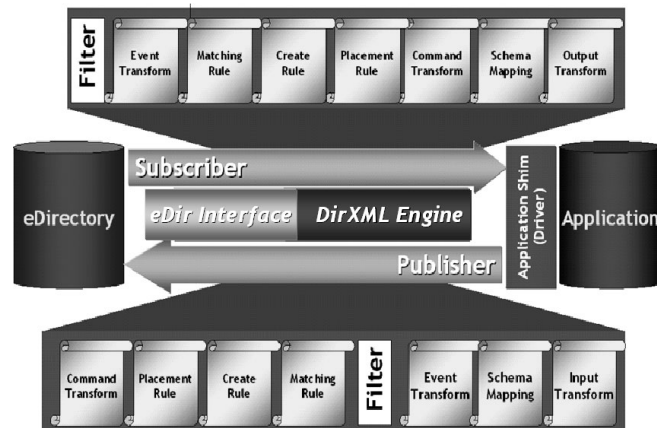 Filter
Event
Transform
Matching
Rule
Create
Rule
Placement
Rule
Command
Transform
Schema
Mapping
Output
Transform
Subscriber
eDirectory
eDir Interface
DirXML Engine
Application Shim
(Driver)
Application
Publisher
Command
Transform
Placement
Rule
Create
Rule
Matching
Rule
Filter
Event
Transform
Schema
Mapping
Input
Transform